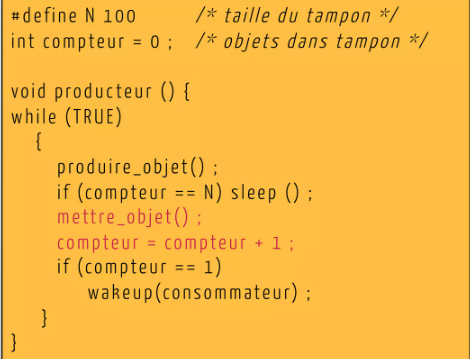 #define N 100 /* taille du tampon */
int compteur = 0 ; /* objets dans tampon */
void producteur () {
while (TRUE)
{
produire_objet() ;
if (compteur == N) sleep () ;
mettre_objet() ;
compteur = compteur + 1 ;
if (compteur == 1)
wakeup(consommateur) ;
}
}